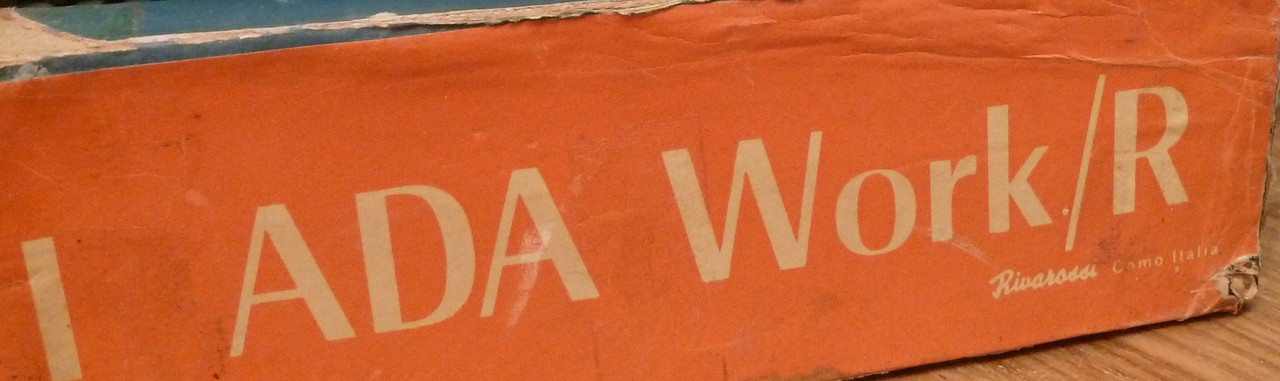 I ADA Work/R
Rivarossi Como Italia